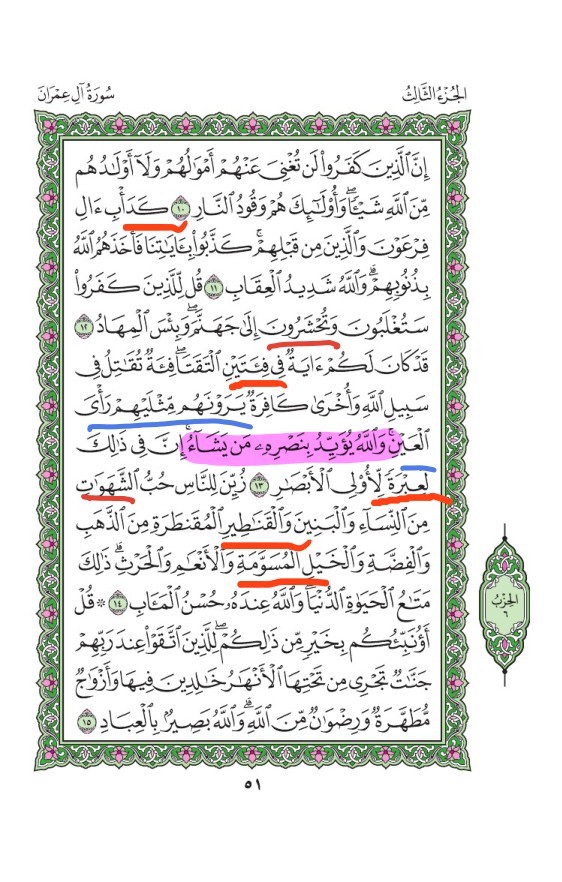 الجُزْءُ الثَّالِثُ
سُورَةُ آلِ عِمْرَانَ
إِنَّ ٱلَّذِينَ كَفَرُوا۟ لَن تُغْنِىَ عَنْهُمْ أَمْوَٰلُهُمْ وَلَآ أَوْلَٰدُهُم
مِّنَ ٱللَّهِ شَيْـًٔا ۖ وَأُو۟لَٰٓئِكَ هُمْ وَقُودُ ٱلنَّارِ ١٠ كَدَأْبِ ءَالِ
فِرْعَوْنَ وَٱلَّذِينَ مِن قَبْلِهِمْ ۚ كَذَّبُوا۟ بِـَٔايَٰتِنَا فَأَخَذَهُمُ ٱللَّهُ
بِذُنُوبِهِمْ ۗ وَٱللَّهُ شَدِيدُ ٱلْعِقَابِ ١١ قُل لِّلَّذِينَ كَفَرُوا۟
سَتُغْلَبُونَ وَتُحْشَرُونَ إِلَىٰ جَهَنَّمَ ۚ وَبِئْسَ ٱلْمِهَادُ ١٢
قَدْ كَانَ لَكُمْ ءَايَةٌ فِى فِئَتَيْنِ ٱلْتَقَتَا ۖ فِئَةٌ تُقَٰتِلُ فِى
سَبِيلِ ٱللَّهِ وَأُخْرَىٰ كَافِرَةٌ يَرَوْنَهُم مِّثْلَيْهِمْ رَأْىَ
ٱلْعَيْنِ ۚ وَٱللَّهُ يُؤَيِّدُ بِنَصْرِهِۦ مَن يَشَآءُ ۗ إِنَّ فِى ذَٰلِكَ
لَعِبْرَةً لِّأُو۟لِى ٱلْأَبْصَٰرِ ١٣ زُيِّنَ لِلنَّاسِ حُبُّ ٱلشَّهَوَٰتِ
مِنَ ٱلنِّسَآءِ وَٱلْبَنِينَ وَٱلْقَنَٰطِيرِ ٱلْمُقَنطَرَةِ مِنَ ٱلذَّهَبِ
وَٱلْفِضَّةِ وَٱلْخَيْلِ ٱلْمُسَوَّمَةِ وَٱلْأَنْعَٰمِ وَٱلْحَرْثِ ۗ ذَٰلِكَ
مَتَٰعُ ٱلْحَيَوٰةِ ٱلدُّنْيَا ۖ وَٱللَّهُ عِندَهُۥ حُسْنُ ٱلْمَـَٔابِ ١٤ ۞ قُلْ
أَؤُنَبِّئُكُم بِخَيْرٍ مِّن ذَٰلِكُمْ ۚ لِلَّذِينَ ٱتَّقَوْا۟ عِندَ رَبِّهِمْ
جَنَّٰتٌ تَجْرِى مِن تَحْتِهَا ٱلْأَنْهَٰرُ خَٰلِدِينَ فِيهَا وَأَزْوَٰجٌ
مُّطَهَّرَةٌ وَرِضْوَٰنٌ مِّنَ ٱللَّهِ ۗ وَٱللَّهُ بَصِيرٌۢ بِٱلْعِبَادِ ١٥
الحِزْبُ
٦
٥١